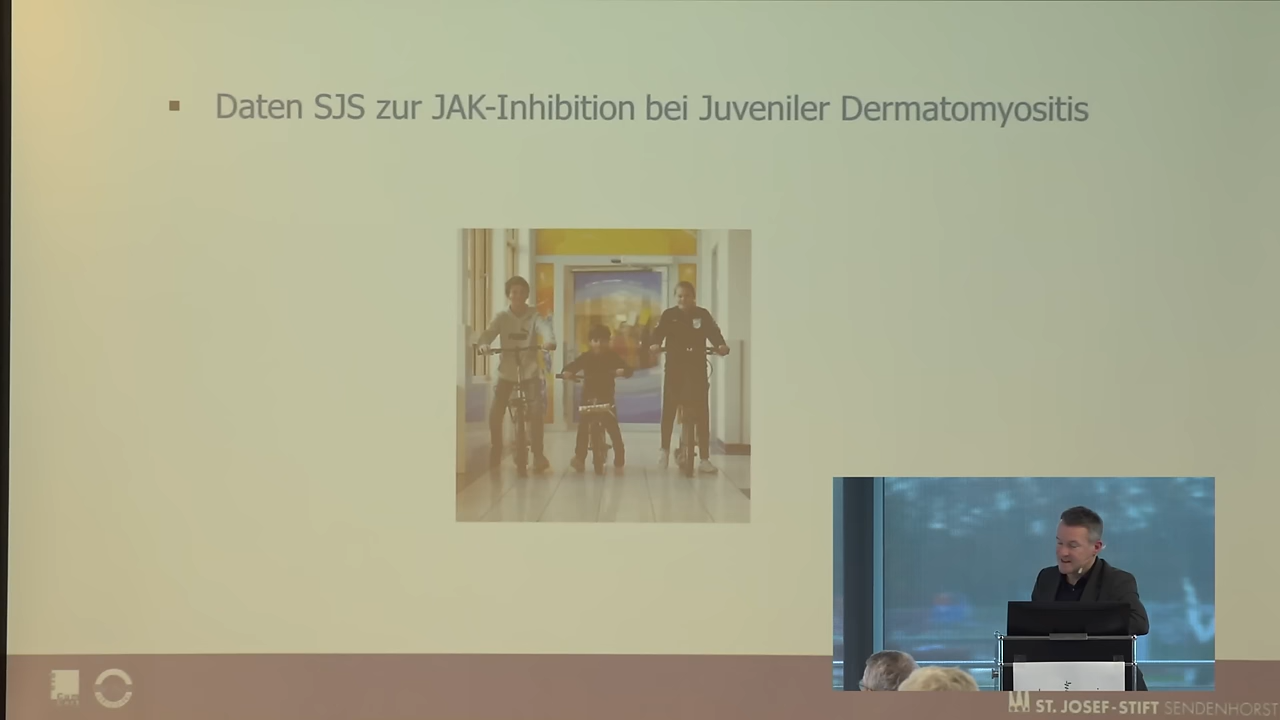 Daten SJS zur JAK-Inhibition bei Juveniler Dermatomyositis
ST. JOSEF-STIFT SENDENHORST